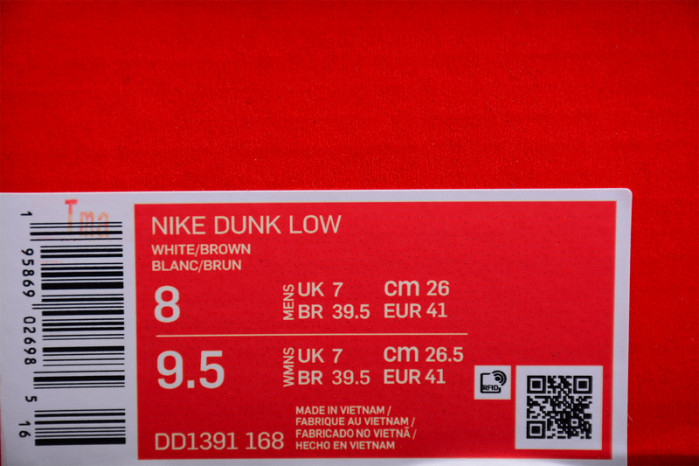 Tma
1 95869 02698 5 16
NIKE DUNK LOW
WHITE/BROWN
BLANC/BRUN
8 MENS UK 7 cm 26
BR 39.5 EUR 41
9.5 WMNS UK 7 cm 26.5
BR 39.5 EUR 41
RFID
MADE IN VIETNAM /
FABRIQUE AU VIETNAM /
FABRICADO NO VIETNÃ /
HECHO EN VIETNAM
DD1391 168